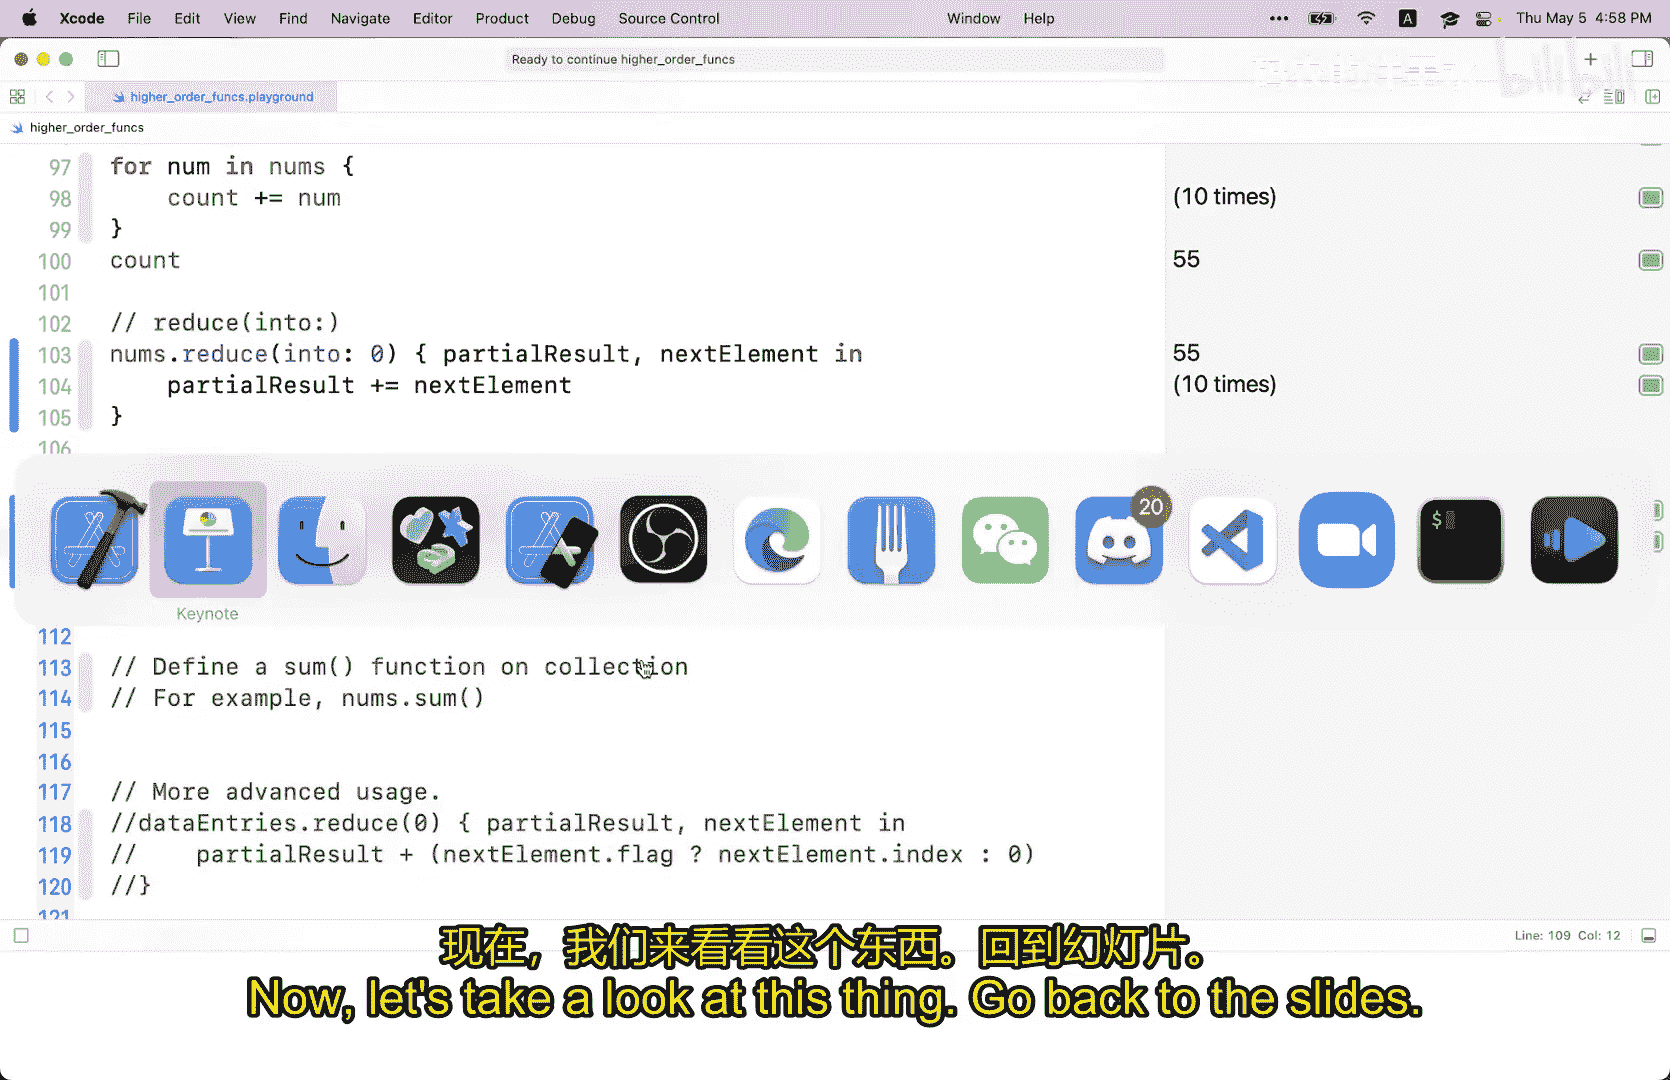 Xcode File Edit View Find Navigate Editor Product Debug Source Control Window Help A Thu May 5 4:58 PM
Ready to continue higher_order_funcs
bilibili
higher_order_funcs.playground
higher_order_funcs
97 for num in nums {
98 count += num (10 times)
99 }
100 count 55
101
102 // reduce(into:)
103 nums.reduce(into: 0) { partialResult, nextElement in 55
104 partialResult += nextElement (10 times)
105 }
106
20
$
Keynote
112
113 // Define a sum() function on collection
114 // For example, nums.sum()
115
116
117 // More advanced usage.
118 //dataEntries.reduce(0) { partialResult, nextElement in
119 // partialResult + (nextElement.flag ? nextElement.index : 0)
120 //}
121
Line: 109 Col: 12
现在，我们来看看这个东西。回到幻灯片。
Now, let's take a look at this thing. Go back to the slides.